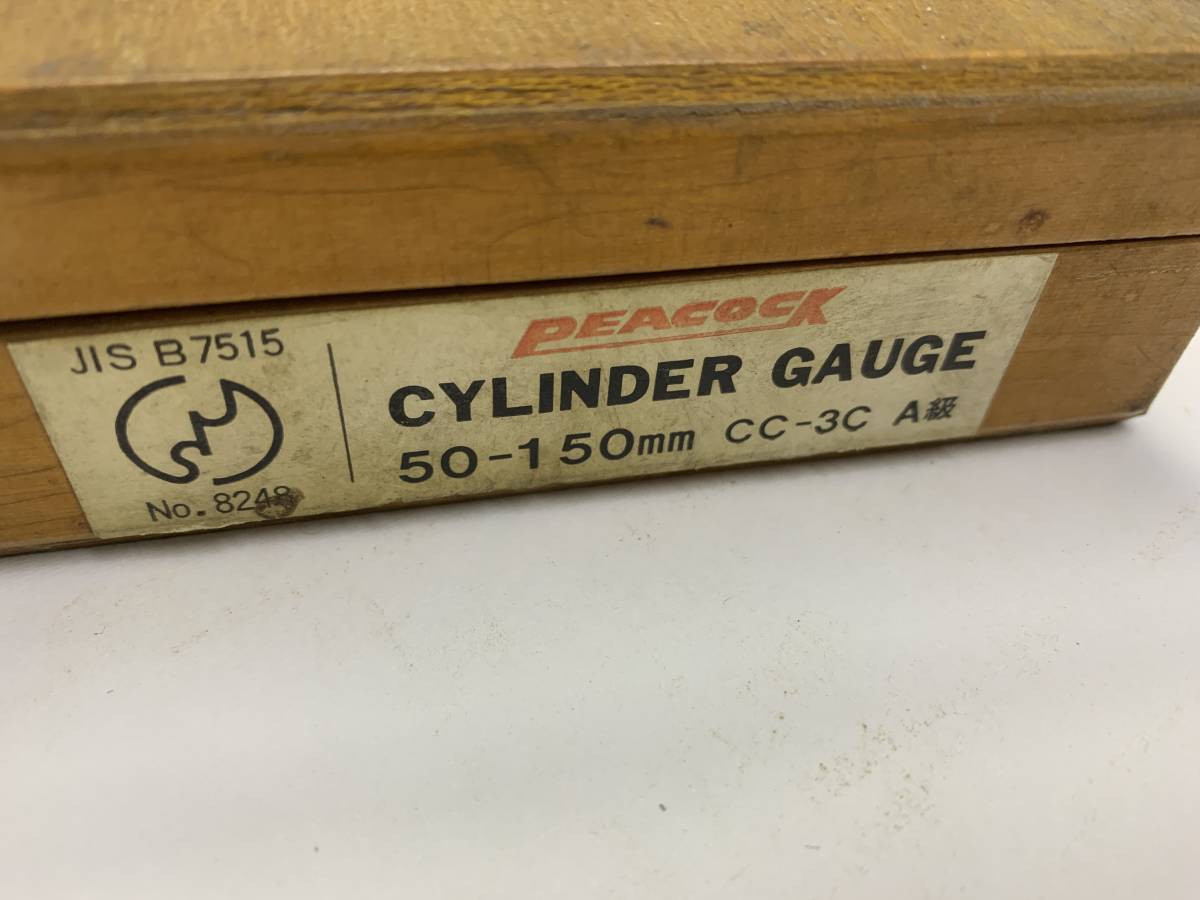 JIS B7515
No. 8248
PEACOCK
CYLINDER GAUGE
50-150mm CC-3C A級